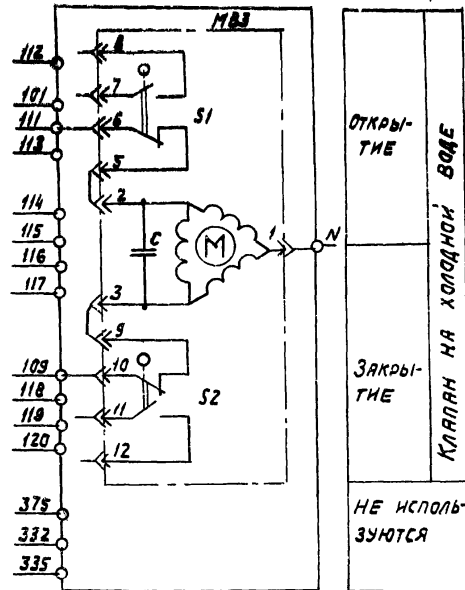 МВ3
112
101
111
113
114
115
116
117
109
118
119
120
375
332
335
8
7
6
5
2
3
9
10
11
12
S1
S2
C
М
1
N
ОТКРЫ-
ТИЕ
ЗАКРЫ-
ТИЕ
КЛАПАН НА ХОЛОДНОЙ ВОДЕ
НЕ ИСПОЛЬ-
ЗУЮТСЯ